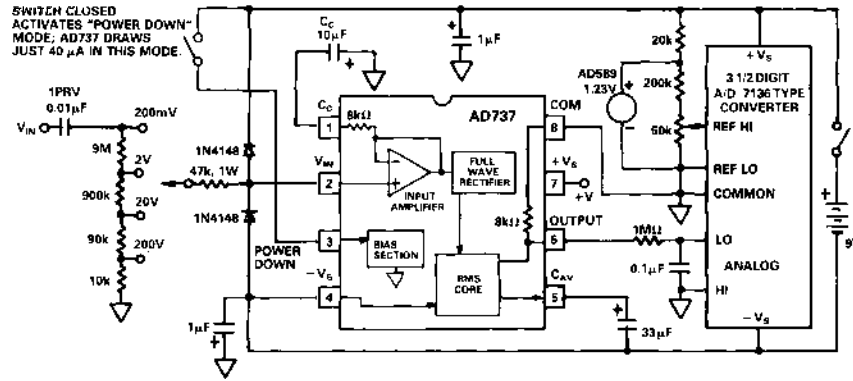 SWITCH CLOSED
ACTIVATES "POWER DOWN"
MODE; AD737 DRAWS
JUST 40 µA IN THIS MODE.
CC
10µF
+
1µF
+
20k
+VS
AD589
1.23V
+
200k
3 1/2 DIGIT
A/D 7136 TYPE
CONVERTER
1PRV
0.01µF
VIN
200mV
CC
8kΩ
AD737
COM
1
8
50k
REF HI
9M
1N4148
2V
VIN
FULL
WAVE
RECTIFIER
+VS
REF LO
47k, 1W
2
INPUT
AMPLIFIER
7
+V
COMMON
+
900k
20V
1N4148
8kΩ
OUTPUT
1MΩ
90k
200V
3
BIAS
SECTION
6
LO
POWER
DOWN
0.1µF
ANALOG
9
10k
-VS
RMS
CORE
CAV
HI
4
5
-VS
1µF
+
+
33µF